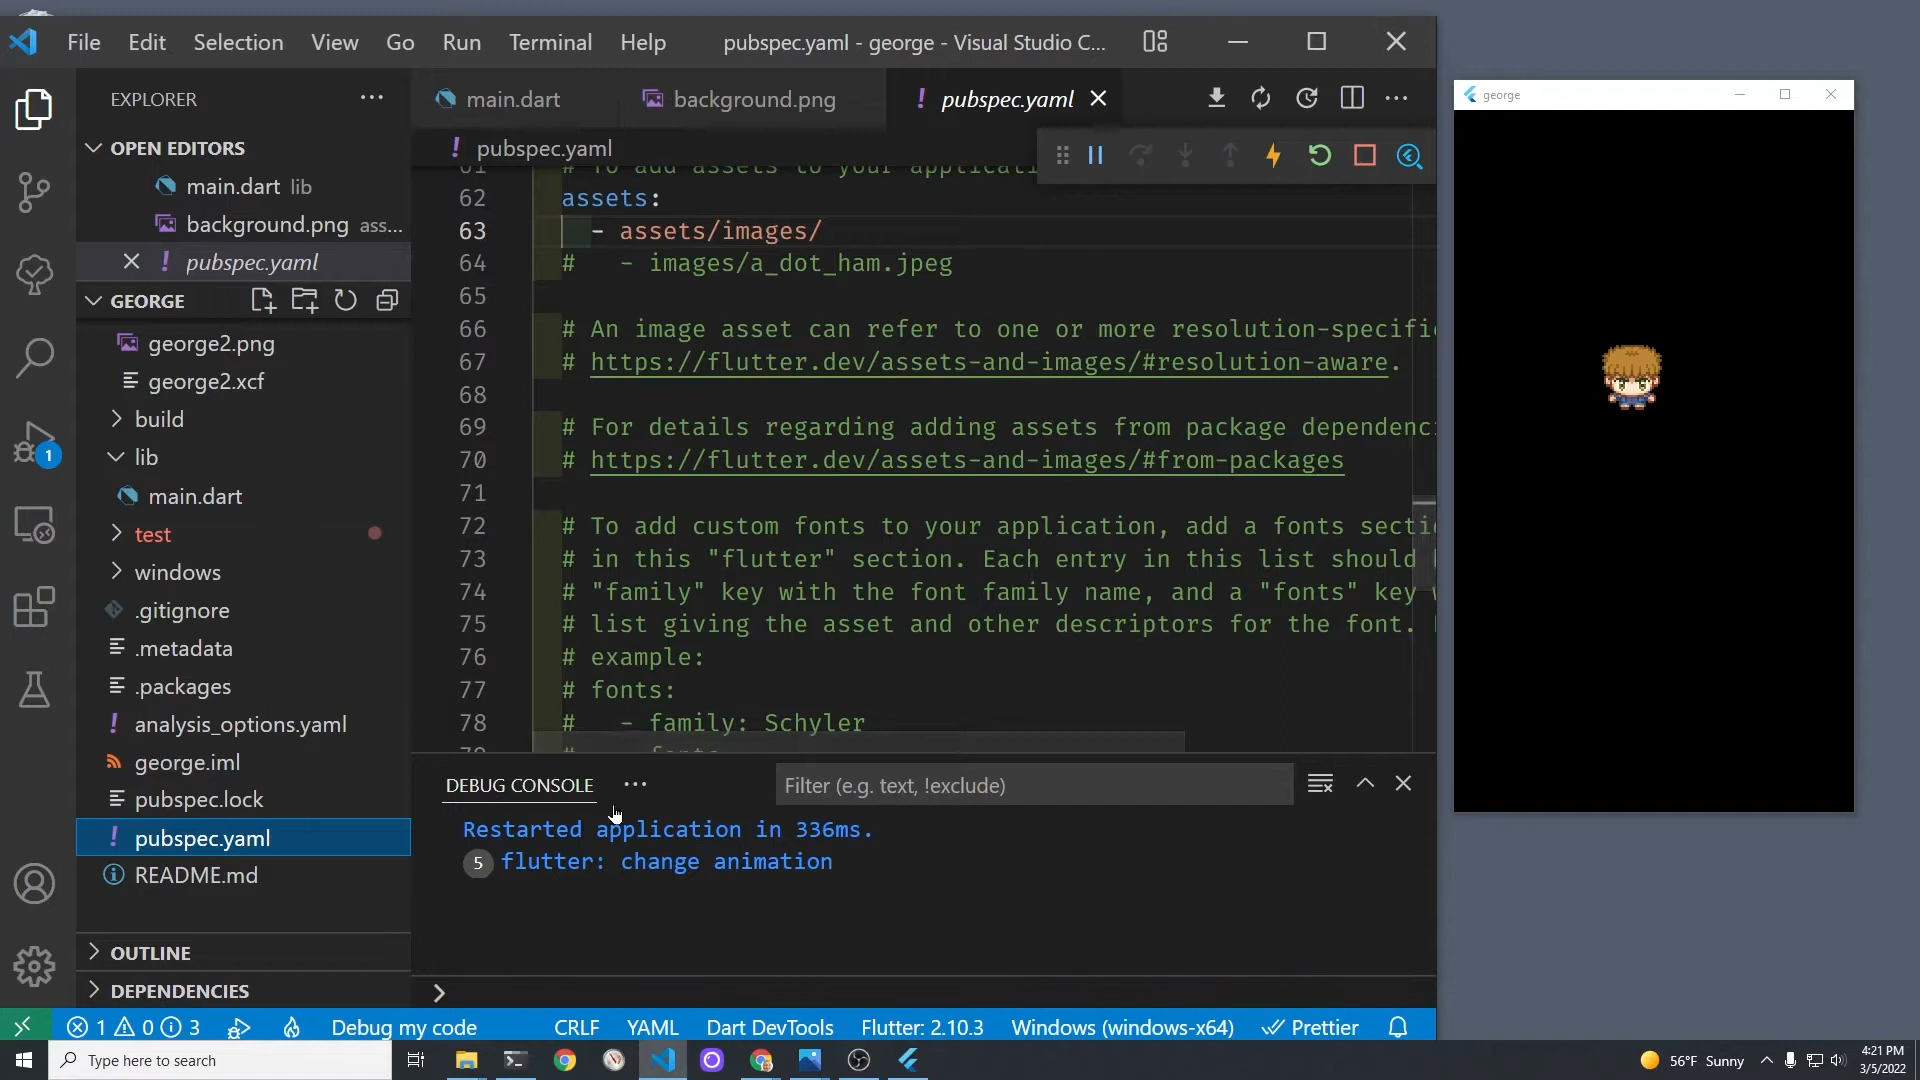 File Edit Selection View Go Run Terminal Help pubspec.yaml - george - Visual Studio C...
EXPLORER
OPEN EDITORS
main.dart lib
background.png ass...
pubspec.yaml
GEORGE
george2.png
george2.xcf
build
lib
main.dart
test
windows
.gitignore
.metadata
.packages
analysis_options.yaml
george.iml
pubspec.lock
pubspec.yaml
README.md
OUTLINE
DEPENDENCIES
1
main.dart background.png ! pubspec.yaml
! pubspec.yaml
61 # To add assets to your applicati
62 assets:
63 - assets/images/
64 # - images/a_dot_ham.jpeg
65
66 # An image asset can refer to one or more resolution-specifi
67 # https://flutter.dev/assets-and-images/#resolution-aware.
68
69 # For details regarding adding assets from package dependenc
70 # https://flutter.dev/assets-and-images/#from-packages
71
72 # To add custom fonts to your application, add a fonts secti
73 # in this "flutter" section. Each entry in this list should
74 # "family" key with the font family name, and a "fonts" key
75 # list giving the asset and other descriptors for the font.
76 # example:
77 # fonts:
78 # - family: Schyler
DEBUG CONSOLE
Filter (e.g. text, !exclude)
Restarted application in 336ms.
5 flutter: change animation
1 0 3 Debug my code CRLF YAML Dart DevTools Flutter: 2.10.3 Windows (windows-x64) Prettier
george
Type here to search
56°F Sunny
4:21 PM
3/5/2022